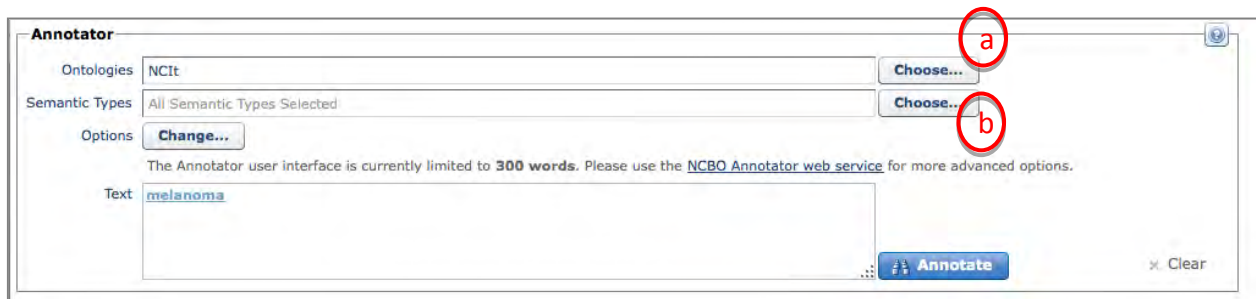 Annotator
a
Ontologies NCIt Choose...
Semantic Types All Semantic Types Selected Choose...
b
Options Change...
The Annotator user interface is currently limited to 300 words. Please use the NCBO Annotator web service for more advanced options.
Text melanoma
Annotate
x Clear